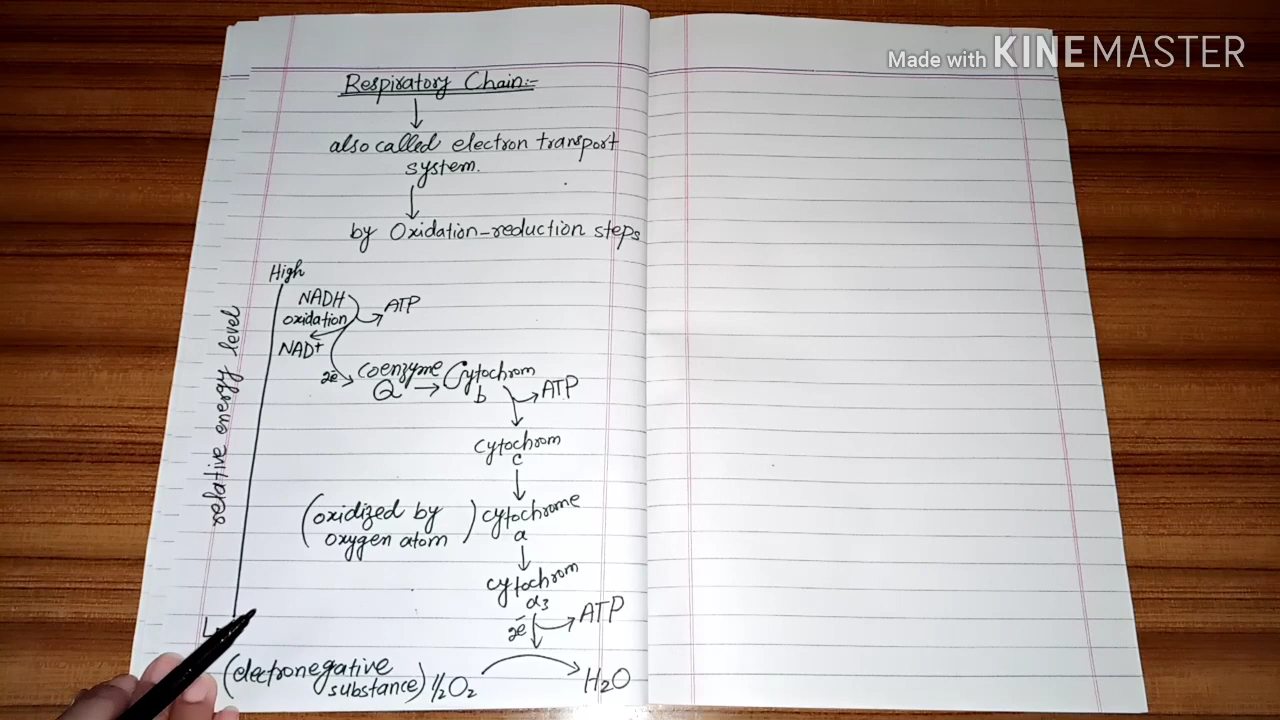 Made with KINEMASTER
Respiratory Chain:-
also called electron transport
system.
by Oxidation-reduction steps
High
relative energy level
NADH
oxidation
ATP
NAD+
2e-
coenzyme
Q
Cytochrom
b
ATP
Cytochrom
c
(oxidized by
oxygen atom)
cytochrome
a
cytochrom
a3
2e-
ATP
(electronegative
substance) 1/2O2
H2O